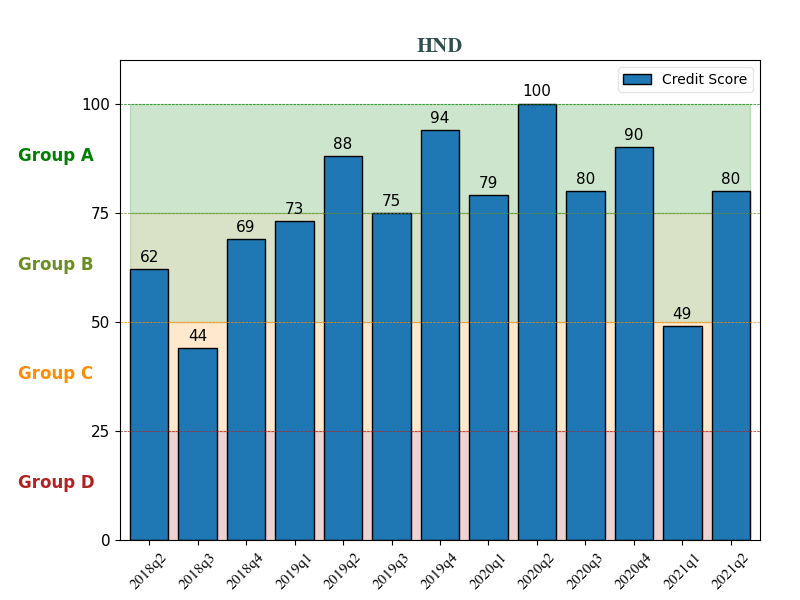 HND
Credit Score
100
75
50
25
0
Group A
Group B
Group C
Group D
62
44
69
73
88
75
94
79
100
80
90
49
80
2018q2
2018q3
2018q4
2019q1
2019q2
2019q3
2019q4
2020q1
2020q2
2020q3
2020q4
2021q1
2021q2